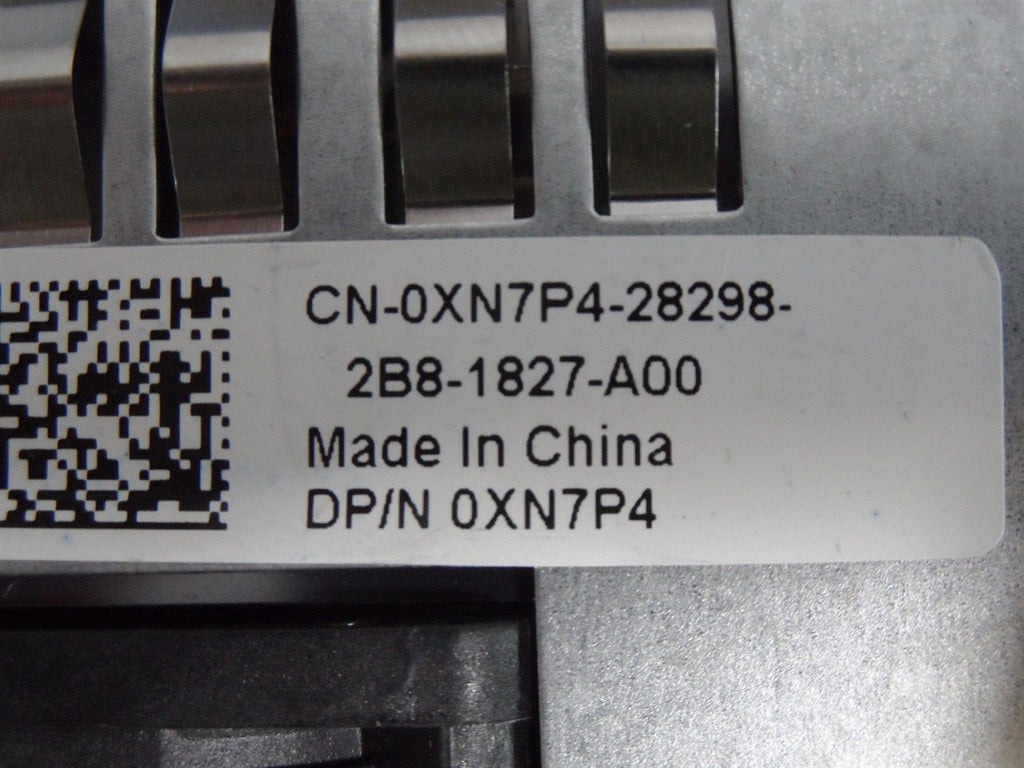 CN-0XN7P4-28298-
2B8-1827-A00
Made In China
DP/N 0XN7P4